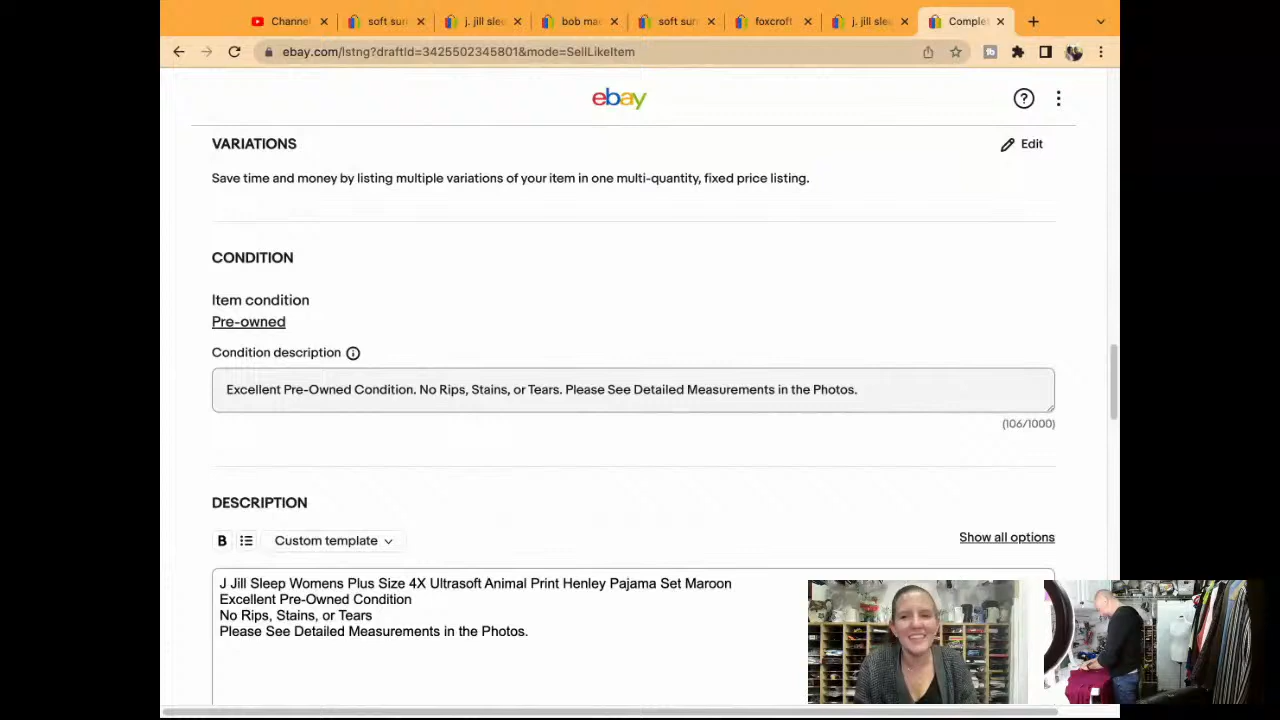 Channel
soft sur
j. jill slee
bob ma
soft sur
foxcroft
j. jill slee
Complet
ebay.com/lstng?draftId=3425502345801&mode=SellLikeItem
ebay
VARIATIONS
Edit
Save time and money by listing multiple variations of your item in one multi-quantity, fixed price listing.
CONDITION
Item condition
Pre-owned
Condition description
Excellent Pre-Owned Condition. No Rips, Stains, or Tears. Please See Detailed Measurements in the Photos.
(106/1000)
DESCRIPTION
B
Custom template
Show all options
J Jill Sleep Womens Plus Size 4X Ultrasoft Animal Print Henley Pajama Set Maroon
Excellent Pre-Owned Condition
No Rips, Stains, or Tears
Please See Detailed Measurements in the Photos.